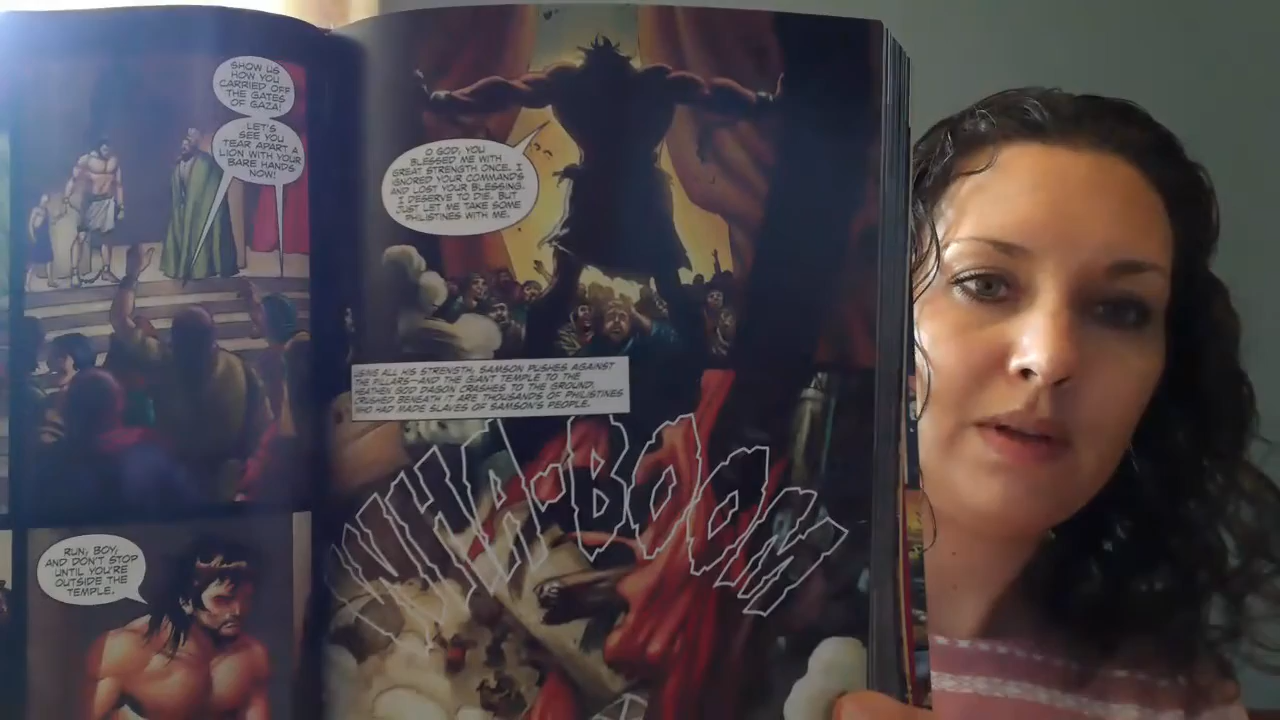 SHOW US
HOW YOU
CARRIED OFF
THE GATES
OF GAZA!
LET'S
SEE YOU
TEAR APART A
LION WITH YOUR
BARE HANDS
NOW!
RUN, BOY,
AND DON'T STOP
UNTIL YOU'RE
OUTSIDE THE
TEMPLE.
O GOD, YOU
BLESSED ME WITH
GREAT STRENGTH ONCE. I
IGNORED YOUR COMMANDS
AND LOST YOUR BLESSING.
I DESERVE TO DIE. BUT
JUST LET ME TAKE SOME
PHILISTINES WITH ME.
USING ALL HIS STRENGTH, SAMSON PUSHES AGAINST
THE PILLARS—AND THE GIANT TEMPLE TO THE
HEATHEN GOD DAGON CRASHES TO THE GROUND.
CRUSHED BENEATH IT ARE THOUSANDS OF PHILISTINES
WHO HAD MADE SLAVES OF SAMSON'S PEOPLE.
WHA-BOOM